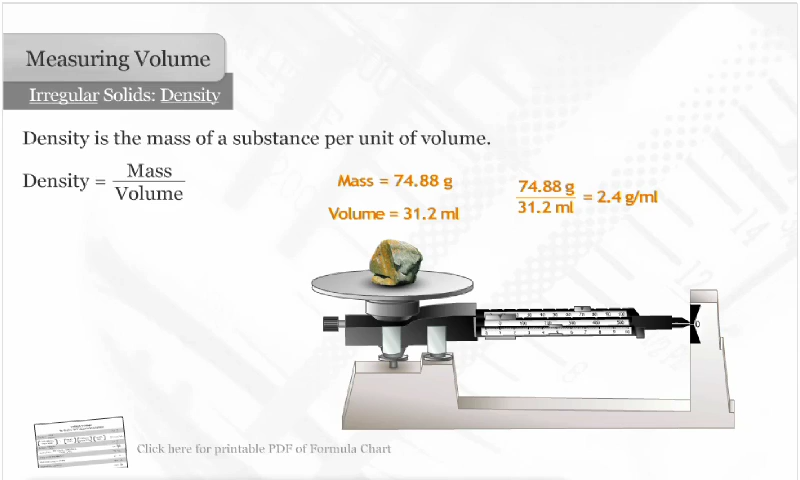 Measuring Volume
Irregular Solids: Density
Density is the mass of a substance per unit of volume.
Density = Mass
Volume
Mass = 74.88 g
Volume = 31.2 ml
74.88 g
31.2 ml
= 2.4 g/ml
Click here for printable PDF of Formula Chart